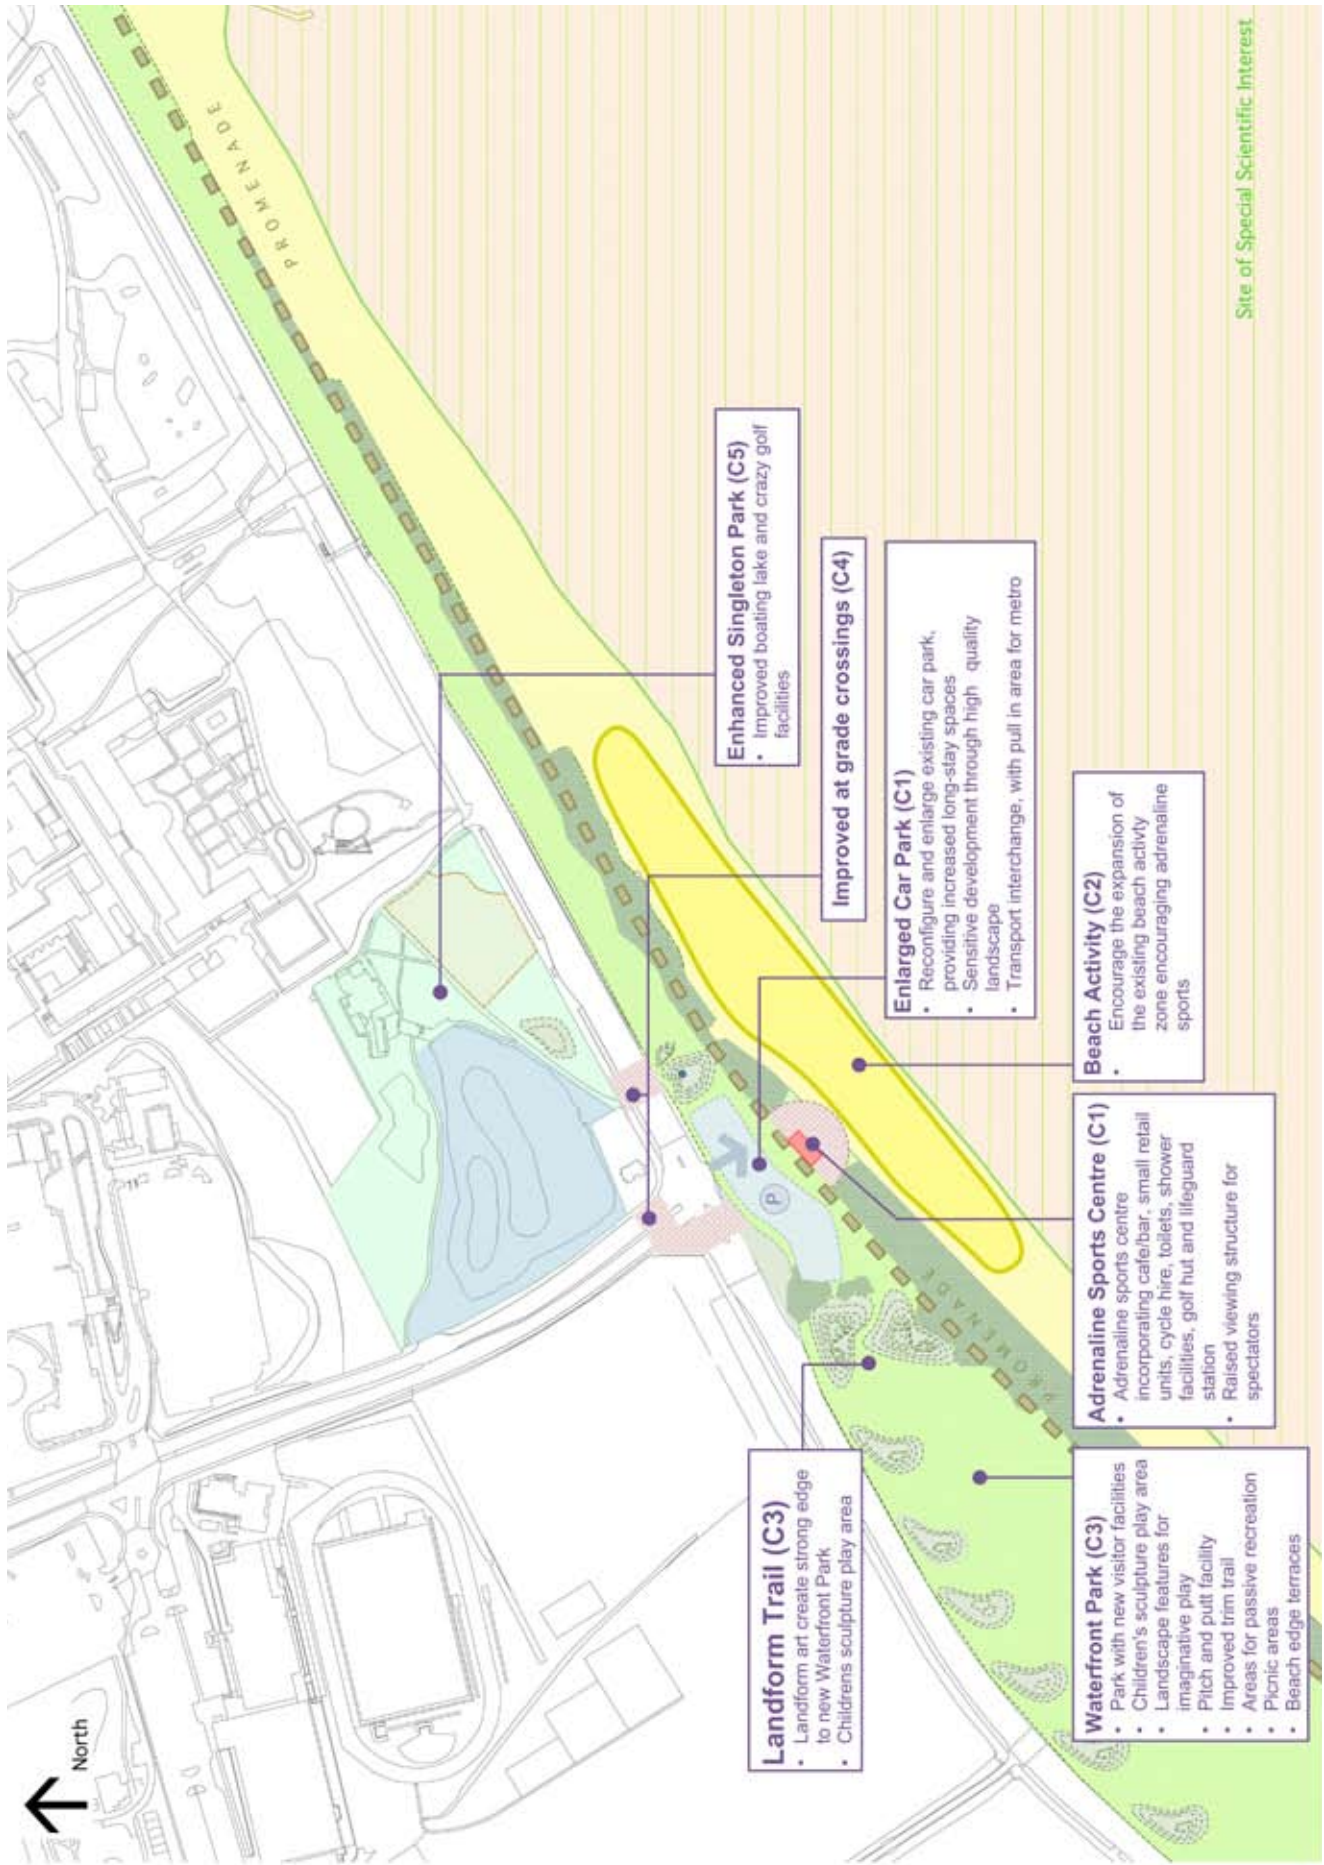 North
PROMENADE
Site of Special Scientific Interest
Enhanced Singleton Park (C5)
• Improved boating lake and crazy golf
facilities
Improved at grade crossings (C4)
Enlarged Car Park (C1)
• Reconfigure and enlarge existing car park,
providing increased long-stay spaces
• Sensitive development through high quality
landscape
• Transport interchange, with pull in area for metro
P
PROMENADE
Landform Trail (C3)
• Landform art create strong edge
to new Waterfront Park
• Childrens sculpture play area
Waterfront Park (C3)
• Park with new visitor facilities
• Children's sculpture play area
• Landscape features for
imaginative play
• Pitch and putt facility
• Improved trim trail
• Areas for passive recreation
• Picnic areas
• Beach edge terraces
Adrenaline Sports Centre (C1)
• Adrenaline sports centre
incorporating cafe/bar, small retail
units, cycle hire, toilets, shower
facilities, golf hut and lifeguard
station
• Raised viewing structure for
spectators
Beach Activity (C2)
• Encourage the expansion of
the existing beach activty
zone encouraging adrenaline
sports